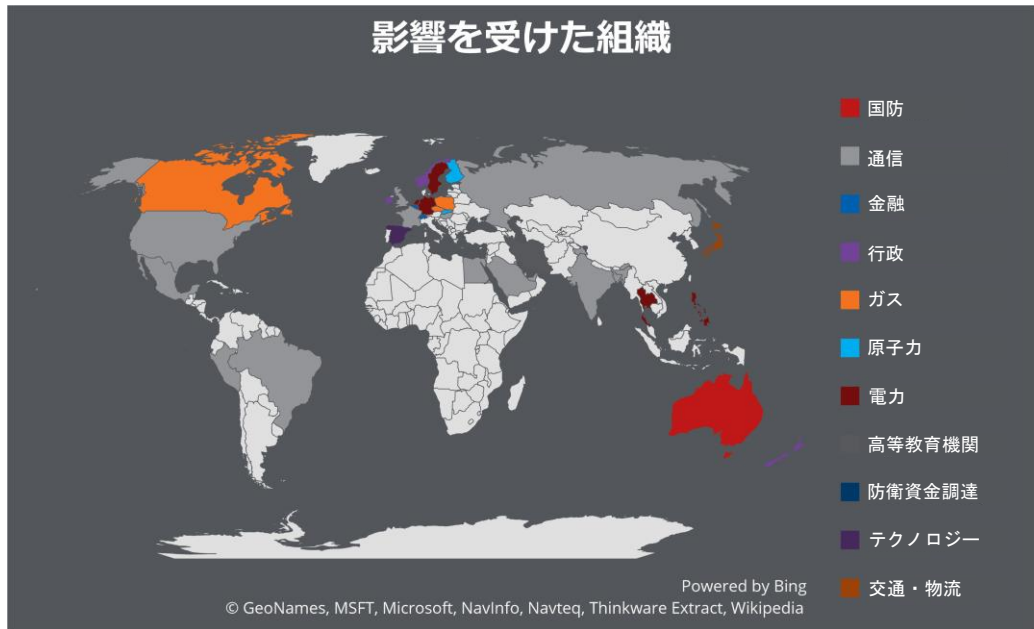 影響を受けた組織
国防
通信
金融
行政
ガス
原子力
電力
高等教育機関
防衛資金調達
テクノロジー
交通・物流
Powered by Bing
© GeoNames, MSFT, Microsoft, NavInfo, Navteq, Thinkware Extract, Wikipedia